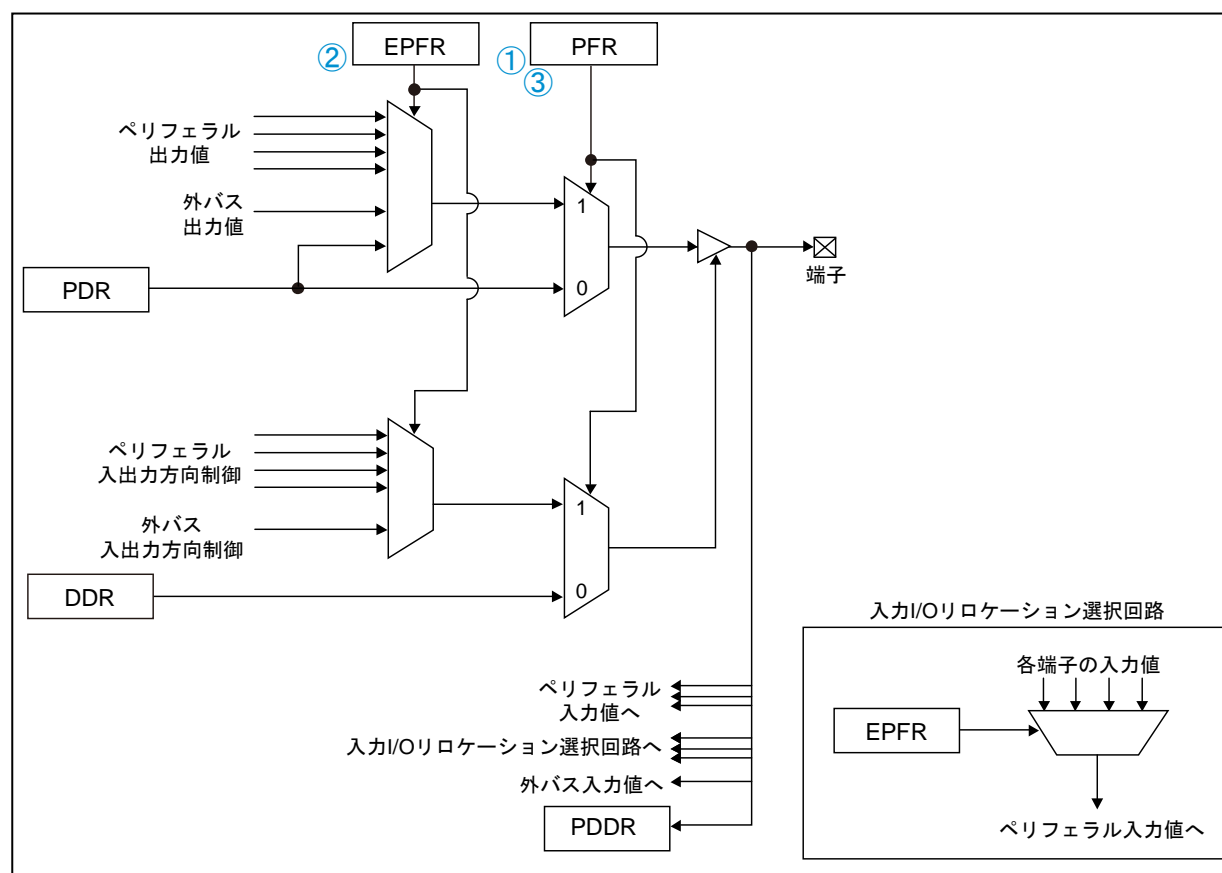 ② EPFR
① PFR
③
ペリフェラル
出力値
外バス
出力値
1
PDR
0
端子
ペリフェラル
入出力方向制御
外バス
入出力方向制御
1
DDR
0
入力I/Oリロケーション選択回路
各端子の入力値
EPFR
ペリフェラル入力値へ
ペリフェラル
入力値へ
入力I/Oリロケーション選択回路へ
外バス入力値へ
PDDR